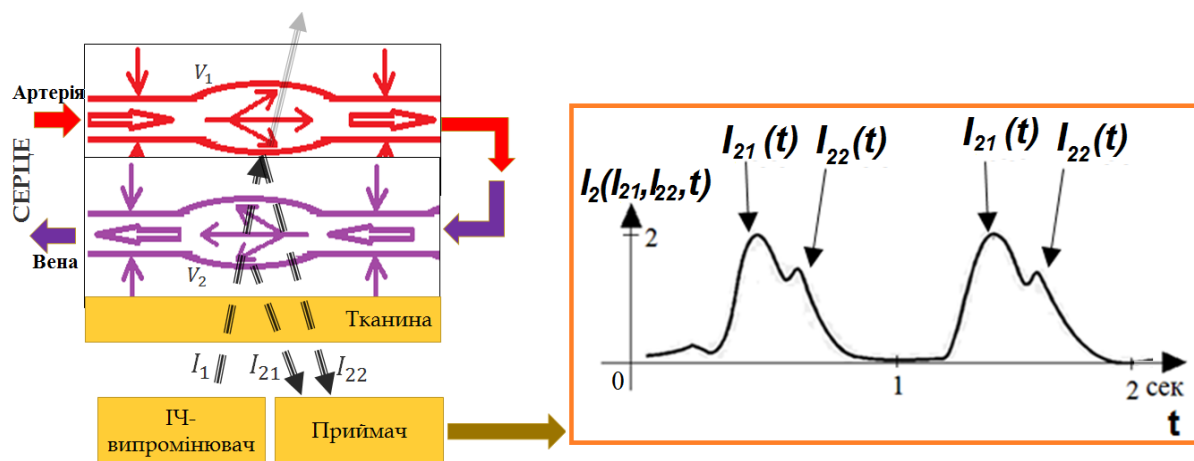 Артерія
V₁
СЕРЦЕ
Вена
V₂
Тканина
I₁
I₂₁
I₂₂
ІЧ-
випромінювач
Приймач
I₂₁(t)
I₂₂(t)
I₂₁(t)
I₂₂(t)
I₂(I₂₁,I₂₂,t)
2
0
1
2 сек
t